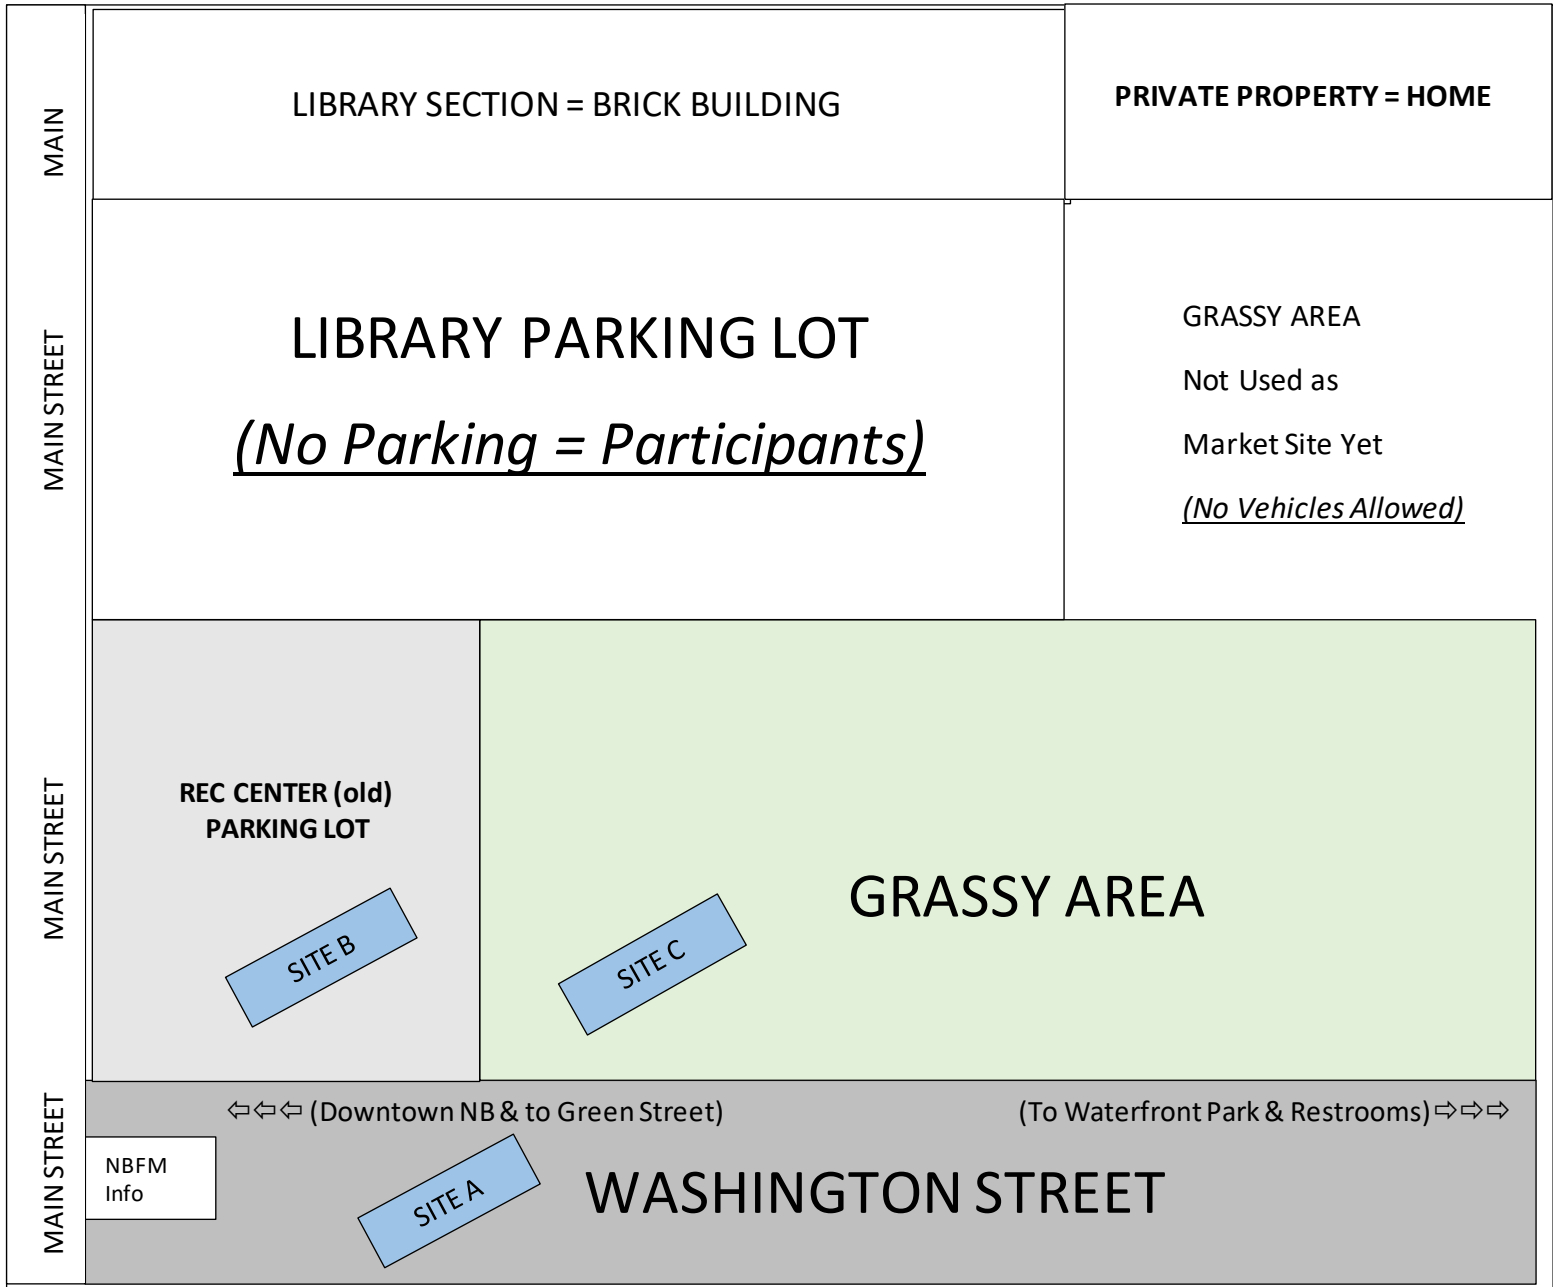 MAIN
LIBRARY SECTION = BRICK BUILDING
PRIVATE PROPERTY = HOME
MAIN STREET
LIBRARY PARKING LOT
(No Parking = Participants)
GRASSY AREA
Not Used as
Market Site Yet
(No Vehicles Allowed)
MAIN STREET
REC CENTER (old)
PARKING LOT
SITE B
SITE C
GRASSY AREA
MAIN STREET
⇦⇦⇦ (Downtown NB & to Green Street)
(To Waterfront Park & Restrooms) ⇨⇨⇨
NBFM
Info
SITE A
WASHINGTON STREET